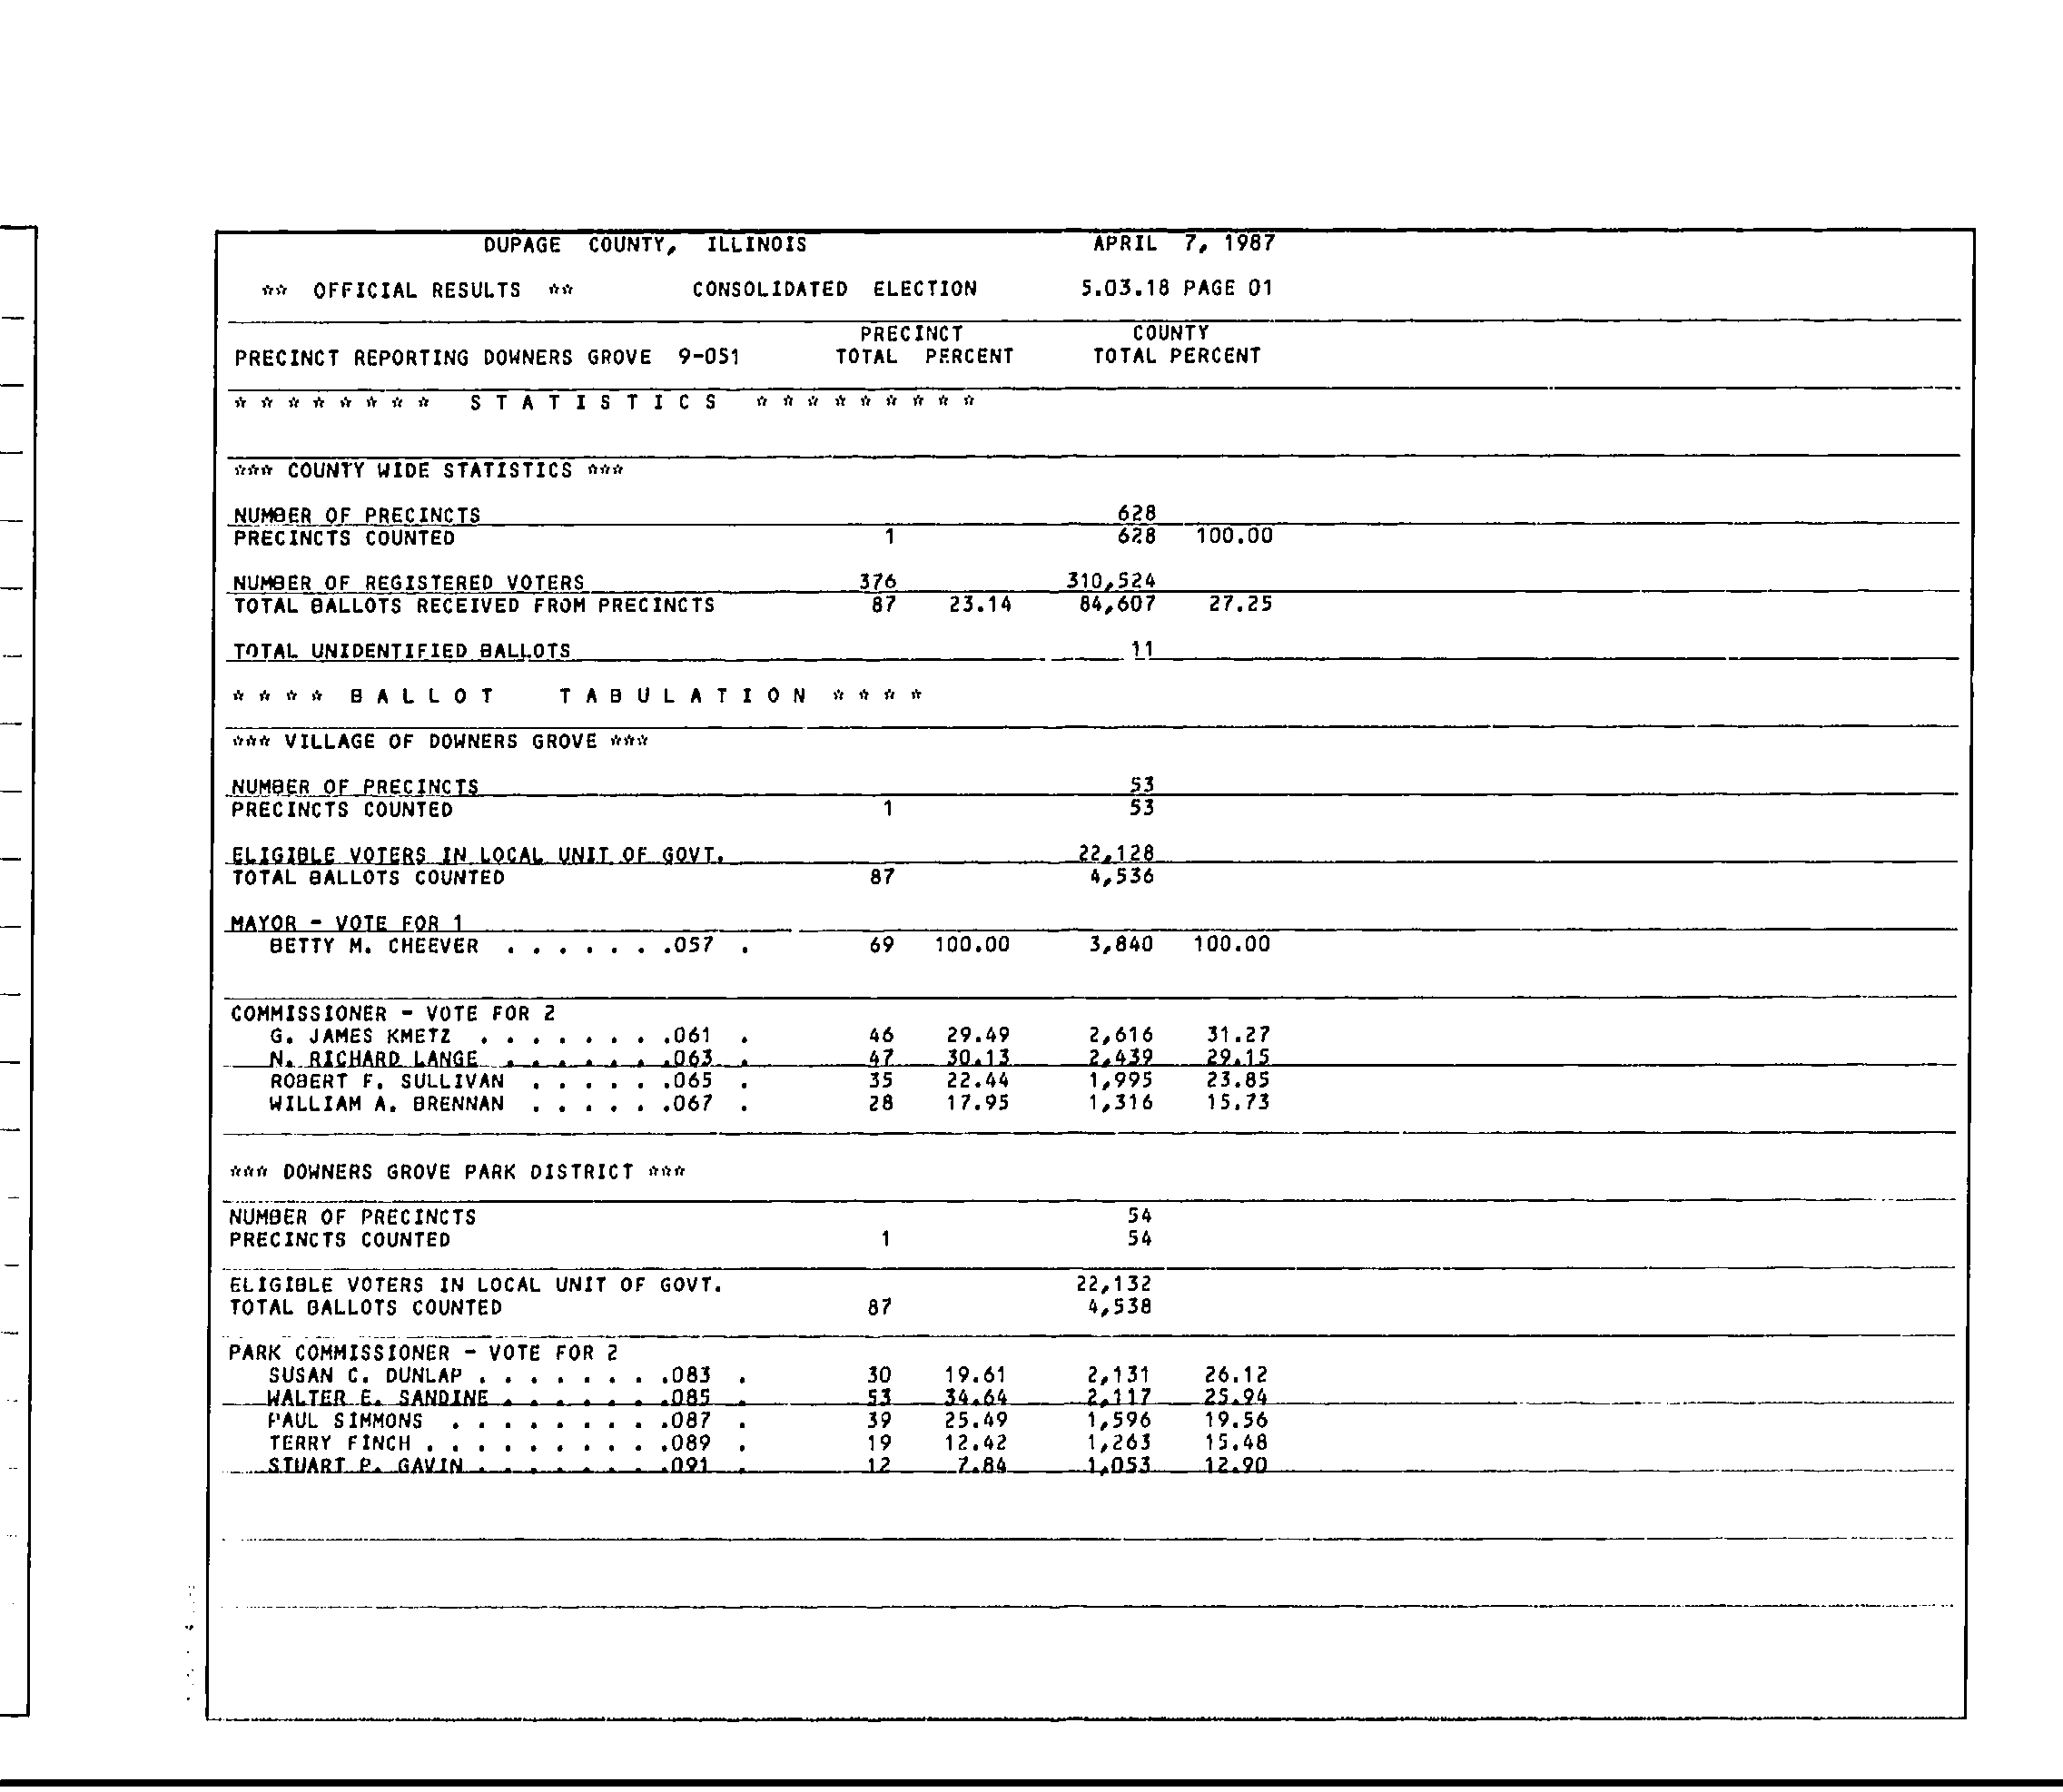 DUPAGE COUNTY, ILLINOIS APRIL 7, 1987
** OFFICIAL RESULTS ** CONSOLIDATED ELECTION 5.03.18 PAGE 01
PRECINCT COUNTY
PRECINCT REPORTING DOWNERS GROVE 9-051 TOTAL PERCENT TOTAL PERCENT
* * * * * * * * S T A T I S T I C S * * * * * * * * *
*** COUNTY WIDE STATISTICS ***
NUMBER OF PRECINCTS 628
PRECINCTS COUNTED 1 628 100.00
NUMBER OF REGISTERED VOTERS 376 310,524
TOTAL BALLOTS RECEIVED FROM PRECINCTS 87 23.14 84,607 27.25
TOTAL UNIDENTIFIED BALLOTS 11
* * * * B A L L O T T A B U L A T I O N * * * *
*** VILLAGE OF DOWNERS GROVE ***
NUMBER OF PRECINCTS 53
PRECINCTS COUNTED 1 53
ELIGIBLE VOTERS IN LOCAL UNIT OF GOVT. 22,128
TOTAL BALLOTS COUNTED 87 4,536
MAYOR - VOTE FOR 1
BETTY M. CHEEVER . . . . . . .057 . 69 100.00 3,840 100.00
COMMISSIONER - VOTE FOR 2
G. JAMES KMETZ . . . . . . . .061 . 46 29.49 2,616 31.27
N. RICHARD LANGE . . . . . . .063 . 47 30.13 2,439 29.15
ROBERT F. SULLIVAN . . . . . .065 . 35 22.44 1,995 23.85
WILLIAM A. BRENNAN . . . . . .067 . 28 17.95 1,316 15.73
*** DOWNERS GROVE PARK DISTRICT ***
NUMBER OF PRECINCTS 54
PRECINCTS COUNTED 1 54
ELIGIBLE VOTERS IN LOCAL UNIT OF GOVT. 22,132
TOTAL BALLOTS COUNTED 87 4,538
PARK COMMISSIONER - VOTE FOR 2
SUSAN C. DUNLAP . . . . . . . .083 . 30 19.61 2,131 26.12
WALTER E. SANDINE . . . . . . .085 . 53 34.64 2,117 25.94
PAUL SIMMONS . . . . . . . . .087 . 39 25.49 1,596 19.56
TERRY FINCH . . . . . . . . . .089 . 19 12.42 1,263 15.48
STUART P. GAVIN . . . . . . . .091 . 12 7.84 1,053 12.90